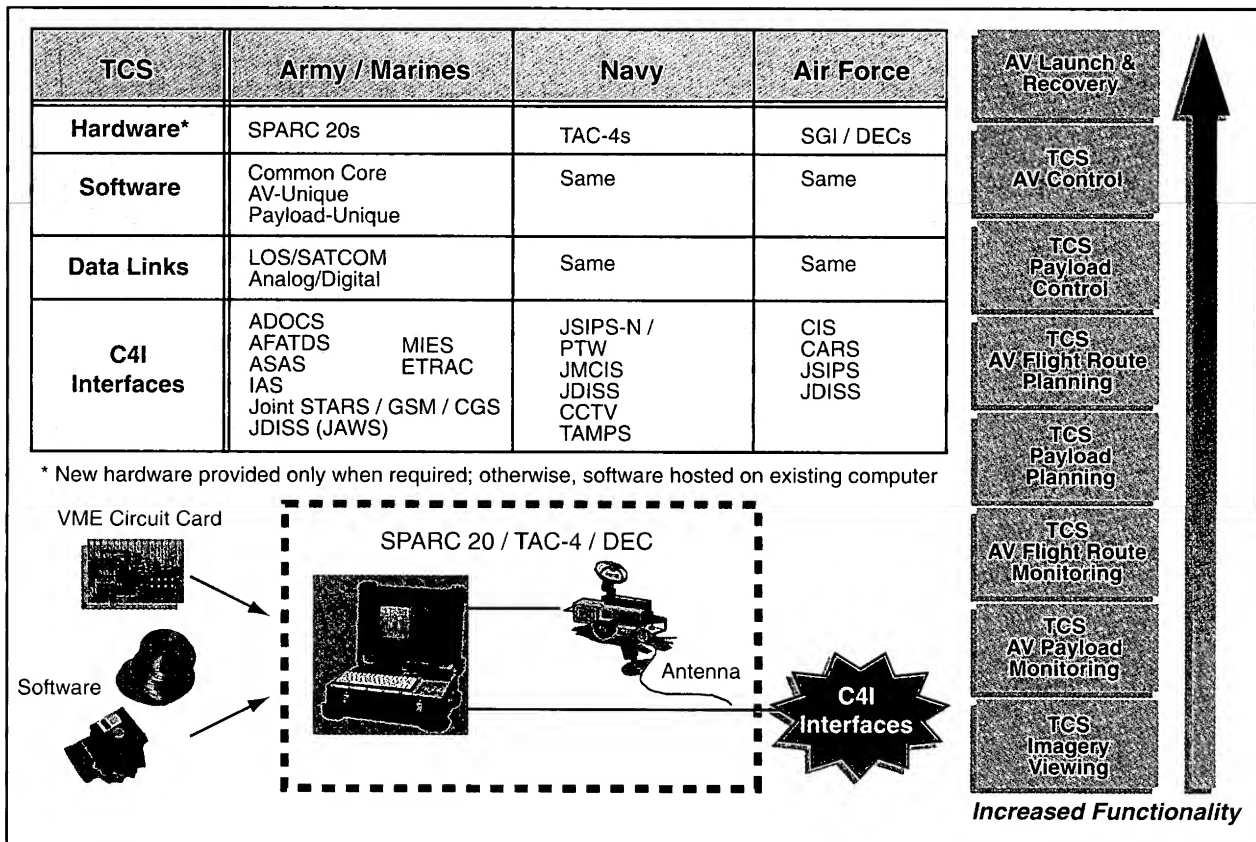 TCS Army / Marines Navy Air Force
Hardware* SPARC 20s TAC-4s SGI / DECs
Software Common Core Same Same
AV-Unique
Payload-Unique
Data Links LOS/SATCOM Same Same
Analog/Digital
C4I
Interfaces
ADOCS
AFATDS MIES
ASAS ETRAC
IAS
Joint STARS / GSM / CGS
JDISS (JAWS)
JSIPS-N /
PTW
JMCIS
JDISS
CCTV
TAMPS
CIS
CARS
JSIPS
JDISS
* New hardware provided only when required; otherwise, software hosted on existing computer
VME Circuit Card
Software
SPARC 20 / TAC-4 / DEC
Antenna
C4I
Interfaces
AV Launch &
Recovery
TCS
AV Control
TCS
Payload
Control
TCS
AV Flight Route
Planning
TCS
Payload
Planning
TCS
AV Flight Route
Monitoring
TCS
AV Payload
Monitoring
TCS
Imagery
Viewing
Increased Functionality